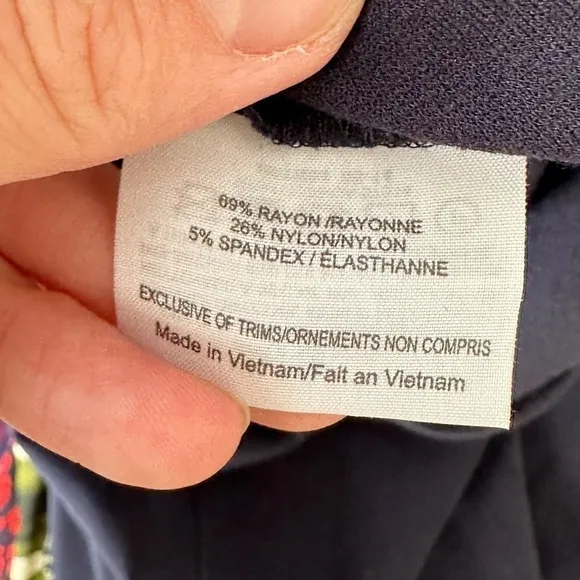 69% RAYON /RAYONNE
26% NYLON/NYLON
5% SPANDEX / ÉLASTHANNE
EXCLUSIVE OF TRIMS/ORNEMENTS NON COMPRIS
Made in Vietnam/Fait an Vietnam